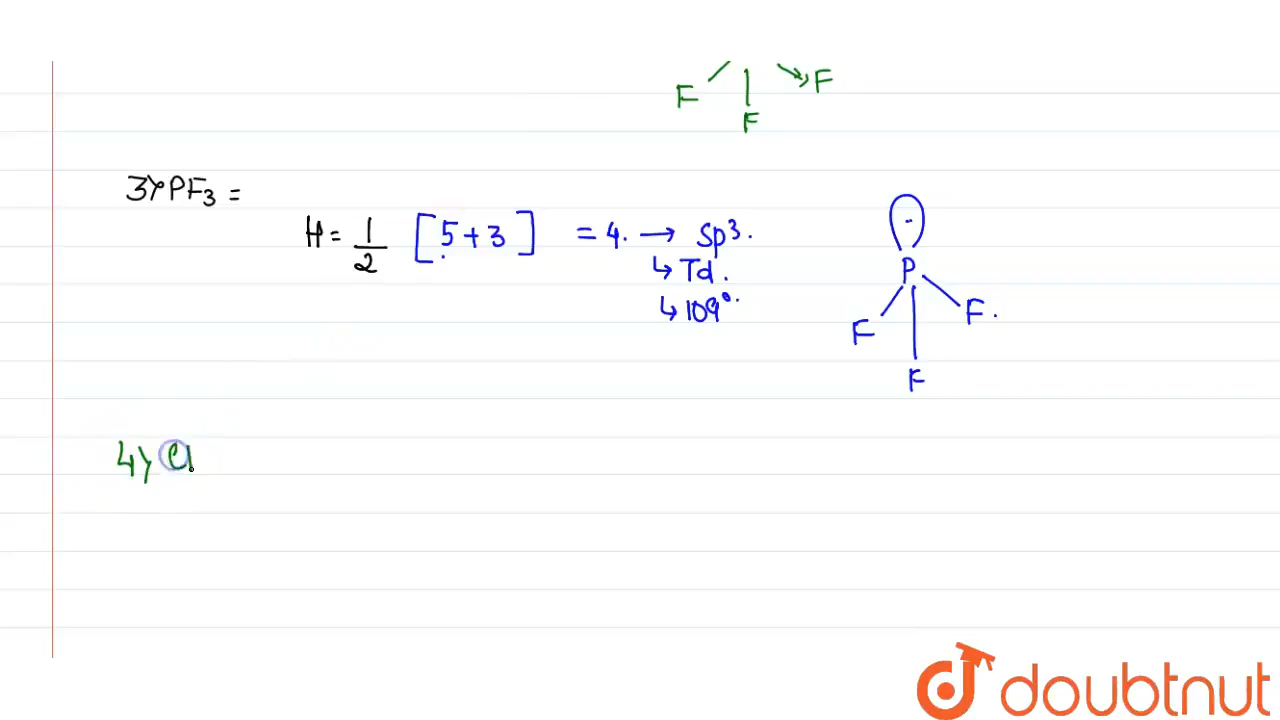 F F
F
3) PF₃ =
H = 1/2 [5+3] = 4. → Sp³.
↳ Td.
↳ 109°.
P
F F.
F
4) Cl
doubtnut